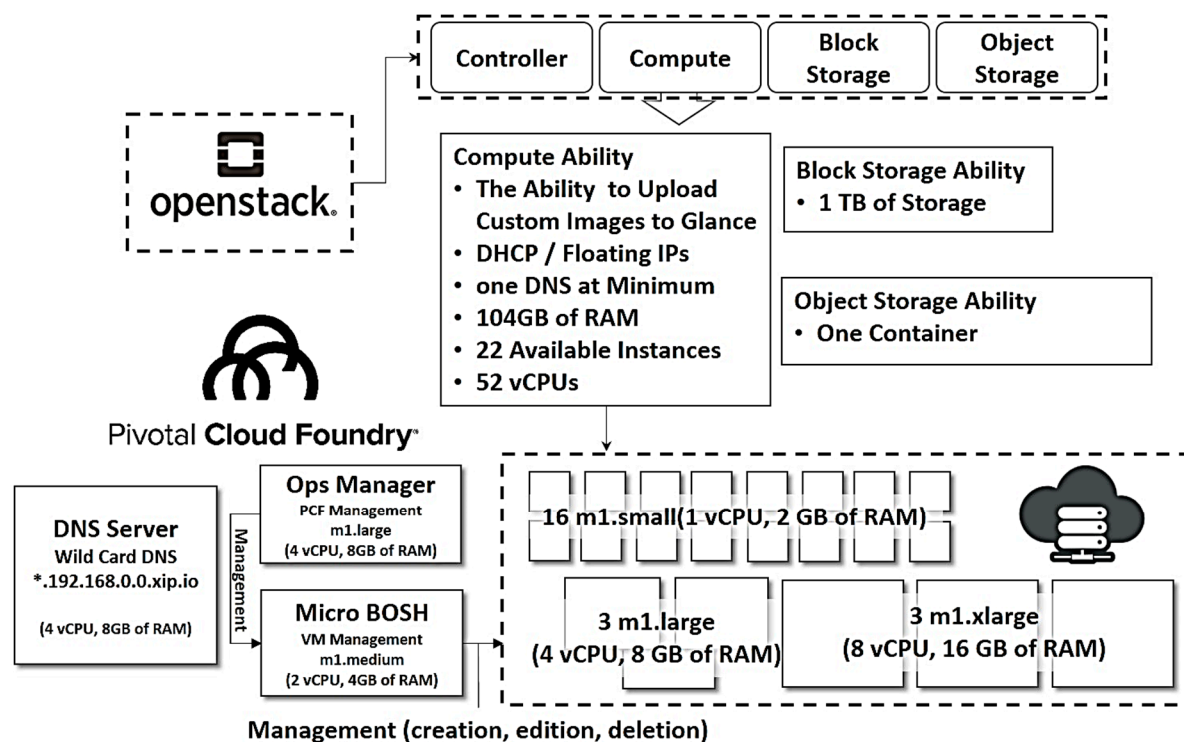 Controller
Compute
Block
Storage
Object
Storage
openstack.
Compute Ability
• The Ability to Upload
Custom Images to Glance
• DHCP / Floating IPs
• one DNS at Minimum
• 104GB of RAM
• 22 Available Instances
• 52 vCPUs
Block Storage Ability
• 1 TB of Storage
Object Storage Ability
• One Container
Pivotal Cloud Foundry™
DNS Server
Wild Card DNS
*.192.168.0.0.xip.io
(4 vCPU, 8GB of RAM)
Management
Ops Manager
PCF Management
m1.large
(4 vCPU, 8GB of RAM)
Micro BOSH
VM Management
m1.medium
(2 vCPU, 4GB of RAM)
16 m1.small(1 vCPU, 2 GB of RAM)
3 m1.large
(4 vCPU, 8 GB of RAM)
3 m1.xlarge
(8 vCPU, 16 GB of RAM)
Management (creation, edition, deletion)